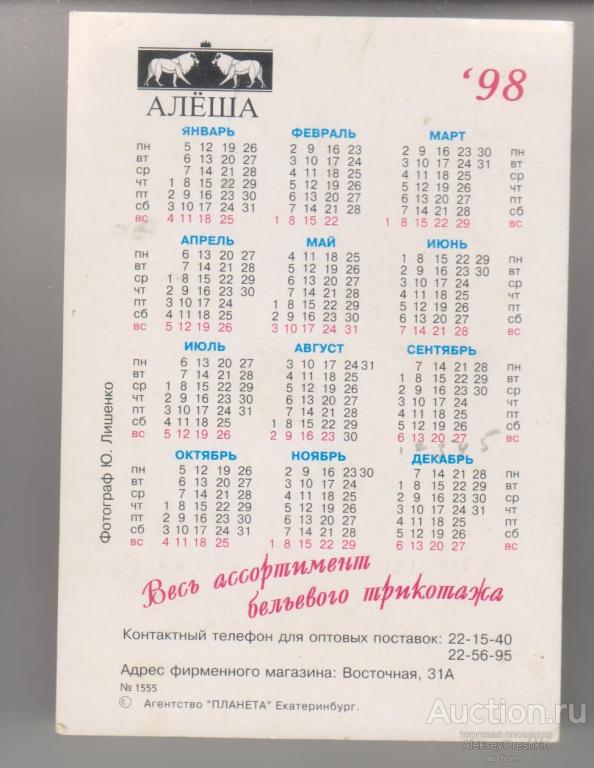 АЛЁША
'98
ЯНВАРЬ ФЕВРАЛЬ МАРТ
пн 5 12 19 26 2 9 16 23 2 9 16 23 30 пн
вт 6 13 20 27 3 10 17 24 3 10 17 24 31 вт
ср 7 14 21 28 4 11 18 25 4 11 18 25 ср
чт 1 8 15 22 29 5 12 19 26 5 12 19 26 чт
пт 2 9 16 23 30 6 13 20 27 6 13 20 27 пт
сб 3 10 17 24 31 7 14 21 28 7 14 21 28 сб
вс 4 11 18 25 1 8 15 22 1 8 15 22 29 вс
АПРЕЛЬ МАЙ ИЮНЬ
пн 6 13 20 27 4 11 18 25 1 8 15 22 29 пн
вт 7 14 21 28 5 12 19 26 2 9 16 23 30 вт
ср 1 8 15 22 29 6 13 20 27 3 10 17 24 ср
чт 2 9 16 23 30 7 14 21 28 4 11 18 25 чт
пт 3 10 17 24 1 8 15 22 29 5 12 19 26 пт
сб 4 11 18 25 2 9 16 23 30 6 13 20 27 сб
вс 5 12 19 26 3 10 17 24 31 7 14 21 28 вс
ИЮЛЬ АВГУСТ СЕНТЯБРЬ
пн 6 13 20 27 3 10 17 24 31 7 14 21 28 пн
вт 7 14 21 28 4 11 18 25 1 8 15 22 29 вт
ср 1 8 15 22 29 5 12 19 26 2 9 16 23 30 ср
чт 2 9 16 23 30 6 13 20 27 3 10 17 24 чт
пт 3 10 17 24 31 7 14 21 28 4 11 18 25 пт
сб 4 11 18 25 1 8 15 22 29 5 12 19 26 сб
вс 5 12 19 26 2 9 16 23 30 6 13 20 27 вс
ОКТЯБРЬ НОЯБРЬ ДЕКАБРЬ
пн 5 12 19 26 2 9 16 23 30 7 14 21 28 пн
вт 6 13 20 27 3 10 17 24 1 8 15 22 29 вт
ср 7 14 21 28 4 11 18 25 2 9 16 23 30 ср
чт 1 8 15 22 29 5 12 19 26 3 10 17 24 31 чт
пт 2 9 16 23 30 6 13 20 27 4 11 18 25 пт
сб 3 10 17 24 31 7 14 21 28 5 12 19 26 сб
вс 4 11 18 25 1 8 15 22 29 6 13 20 27 вс
Фотограф Ю. Лишенко
Весь ассортимент
бельевого трикотажа
Контактный телефон для оптовых поставок: 22-15-40
22-56-95
Адрес фирменного магазина: Восточная, 31А
№ 1555
© Агентство "ПЛАНЕТА" Екатеринбург.
Auction.ru
торговая площадка
AlekseyOreshkin
auction.ru